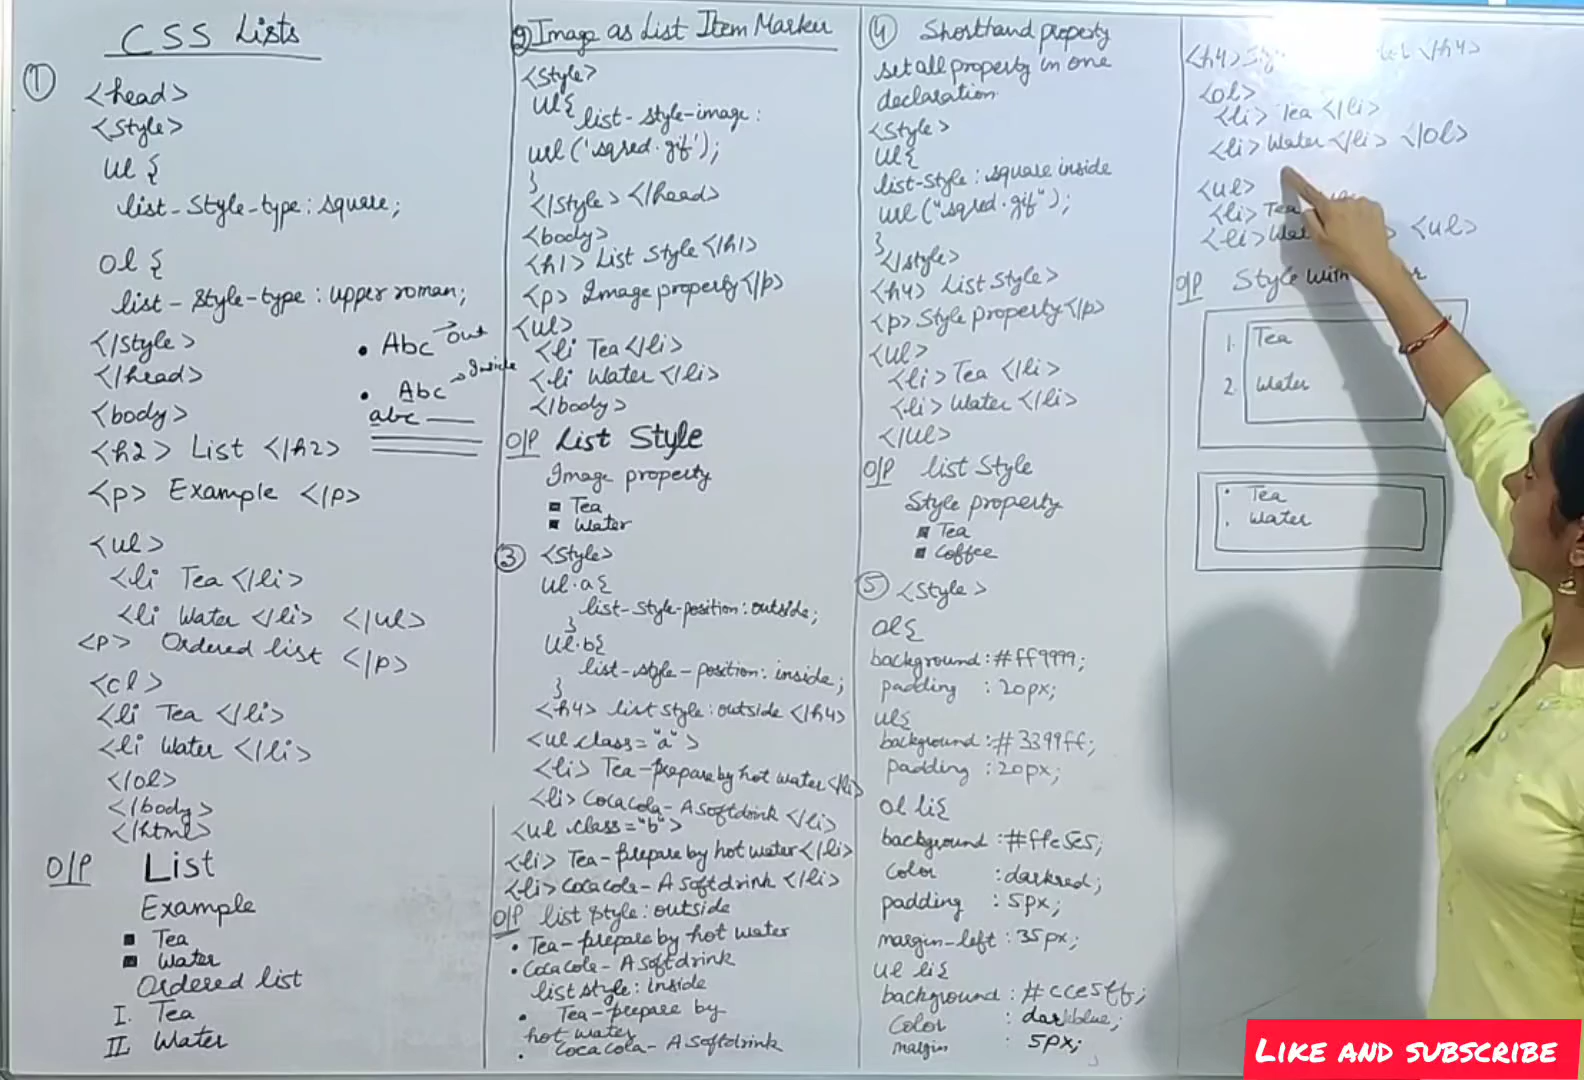 CSS Lists
1
<head>
<style>
ul {
list-style-type: square;
ol {
list-style-type: upper roman;
</style>
</head>
<body>
<h2> List </h2>
<p> Example </p>
<ul>
<li Tea </li>
<li Water </li> </ul>
<p> Ordered list </p>
<cl>
<li Tea </li>
<li Water </li>
</ol>
</body>
</html>
• Abc → out
• Abc → Inside
abc
O/P List
Example
■ Tea
■ Water
Ordered list
I. Tea
II. Water
Image as List Item Marker
<style>
ul{
list-style-image:
url('sqred.gif');
}
</style> </head>
<body>
<h1> List Style </h1>
<p> Image property </p>
<ul>
<li Tea </li>
<li Water </li>
</body>
O/P List Style
Image property
■ Tea
■ Water
3 <style>
ul.a{
list-style-position: outside;
}
ul.b{
list-style-position: inside;
}
<h4> list style: outside </h4>
<ul class="a">
<li> Tea-prepare by hot water <li>
<li> Cocacola- A softdrink </li>
<ul class="b">
<li> Tea-prepare by hot water </li>
<li> Cocacola- A softdrink </li>
O/P list style: outside
• Tea-prepare by hot water
• Cocacola- A softdrink
list style: inside
• Tea-prepare by
hot water
• Cocacola- A softdrink
4 Shorthand property
set all property in one
declaration
<style>
ul{
list-style: square inside
url("sqred.gif");
}
</style>
<h4> List Style>
<p> Style property </p>
<ul>
<li> Tea </li>
<li> Water </li>
</ul>
O/P list Style
Style property
■ Tea
■ Coffee
5 <style>
ol{
background: #ff9999;
padding : 20px;
ul{
background: #3399ff;
padding : 20px;
ol li{
background: #ffe5e5;
color : darkred;
padding : 5px;
margin-left : 35px;
ul li{
background : #cce5ff;
color : darkblue;
margin : 5px;
<h4> </h4>
<ol>
<li> Tea </li>
<li> Water </li> </ol>
<ul>
<li> Tea
<li> <ul>
O/P Style with
1. Tea
2. Water
• Tea
• Water
LIKE AND SUBSCRIBE